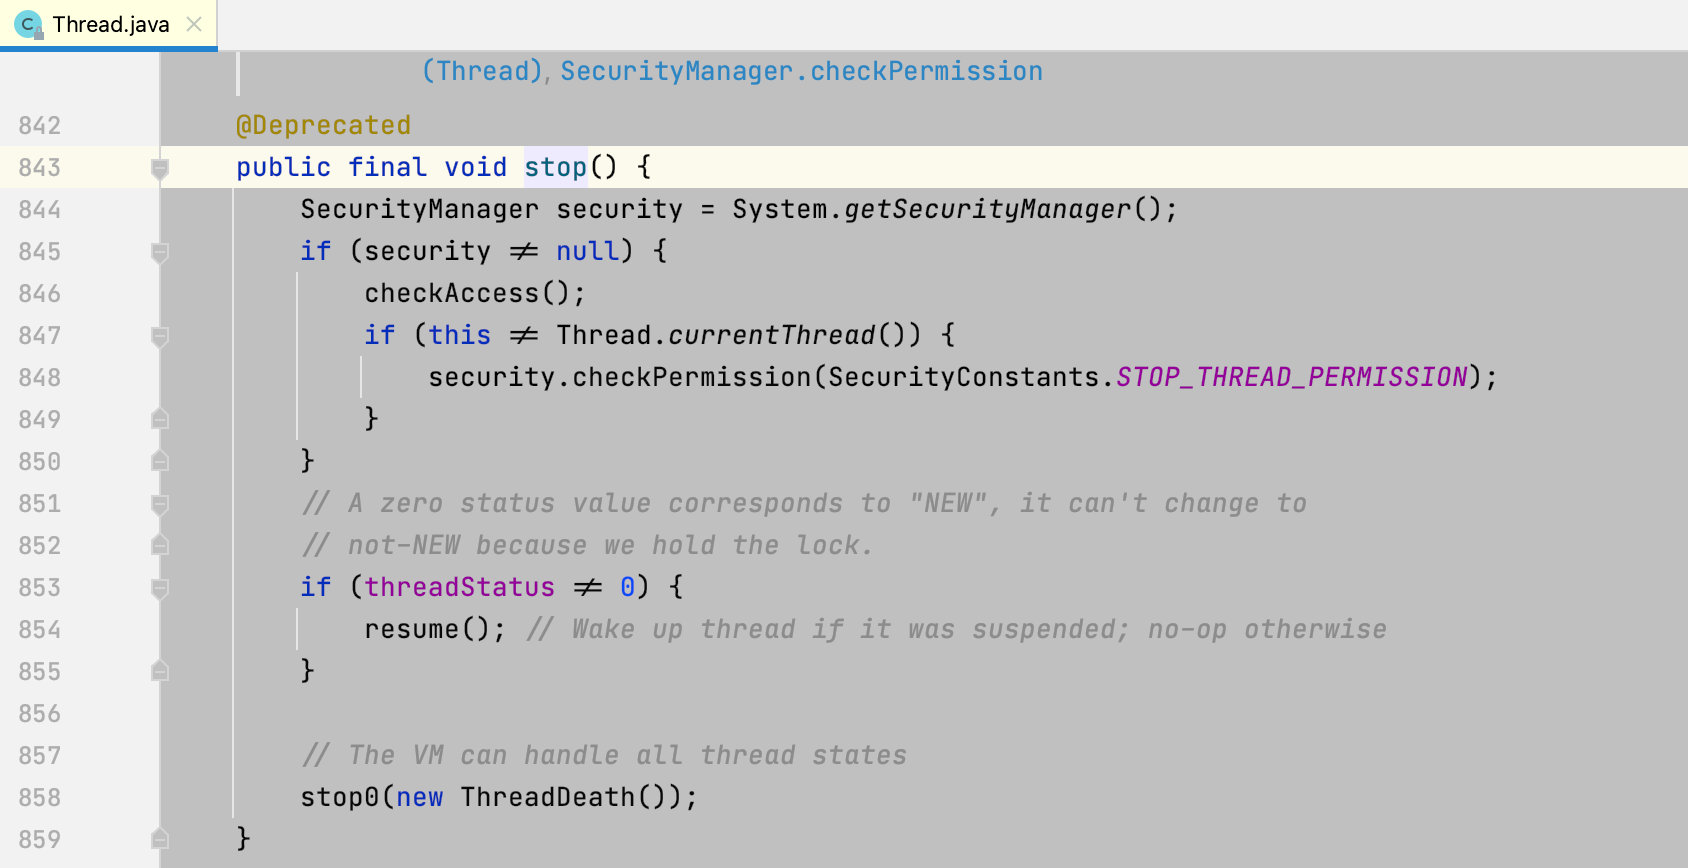 Thread.java
(Thread), SecurityManager.checkPermission
842 @Deprecated
843 public final void stop() {
844 SecurityManager security = System.getSecurityManager();
845 if (security ≠ null) {
846 checkAccess();
847 if (this ≠ Thread.currentThread()) {
848 security.checkPermission(SecurityConstants.STOP_THREAD_PERMISSION);
849 }
850 }
851 // A zero status value corresponds to "NEW", it can't change to
852 // not-NEW because we hold the lock.
853 if (threadStatus ≠ 0) {
854 resume(); // Wake up thread if it was suspended; no-op otherwise
855 }
856
857 // The VM can handle all thread states
858 stop0(new ThreadDeath());
859 }